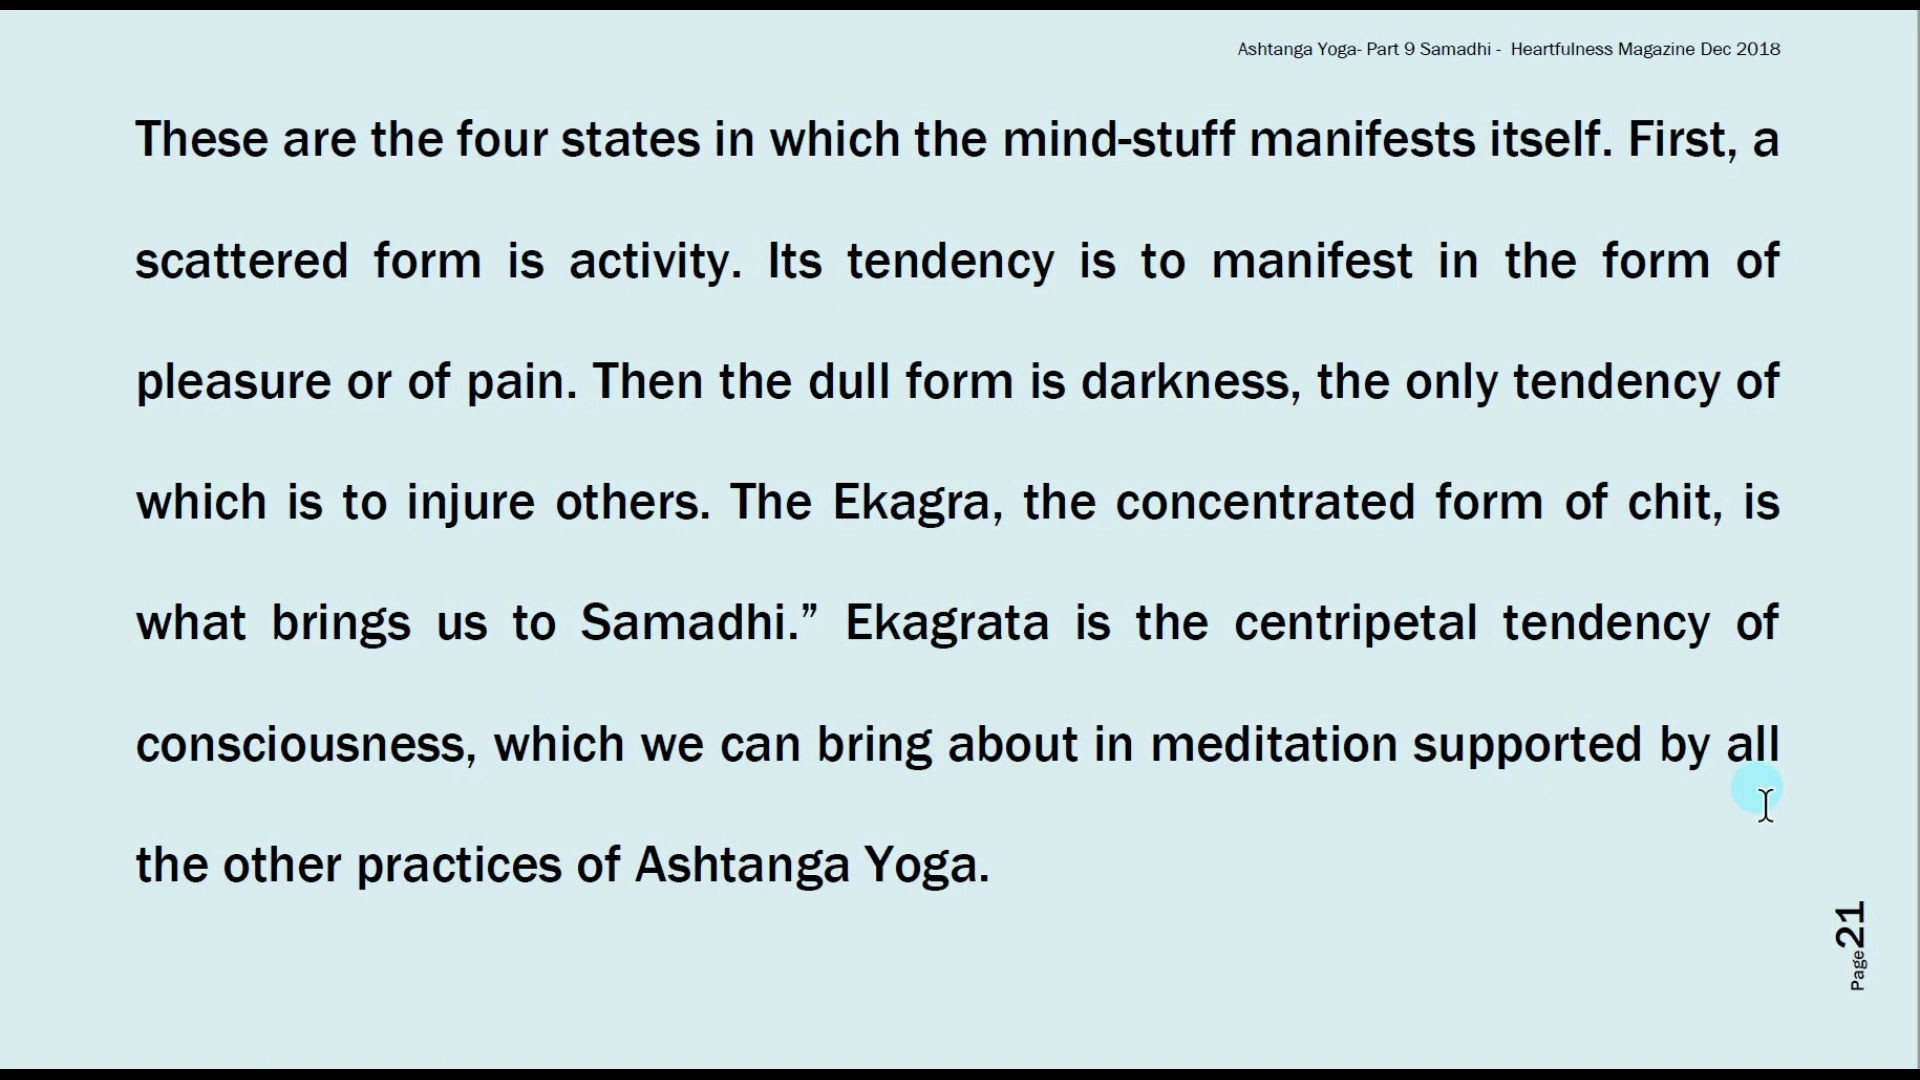 Ashtanga Yoga- Part 9 Samadhi - Heartfulness Magazine Dec 2018
These are the four states in which the mind-stuff manifests itself. First, a
scattered form is activity. Its tendency is to manifest in the form of
pleasure or of pain. Then the dull form is darkness, the only tendency of
which is to injure others. The Ekagra, the concentrated form of chit, is
what brings us to Samadhi.” Ekagrata is the centripetal tendency of
consciousness, which we can bring about in meditation supported by all
the other practices of Ashtanga Yoga.
Page21